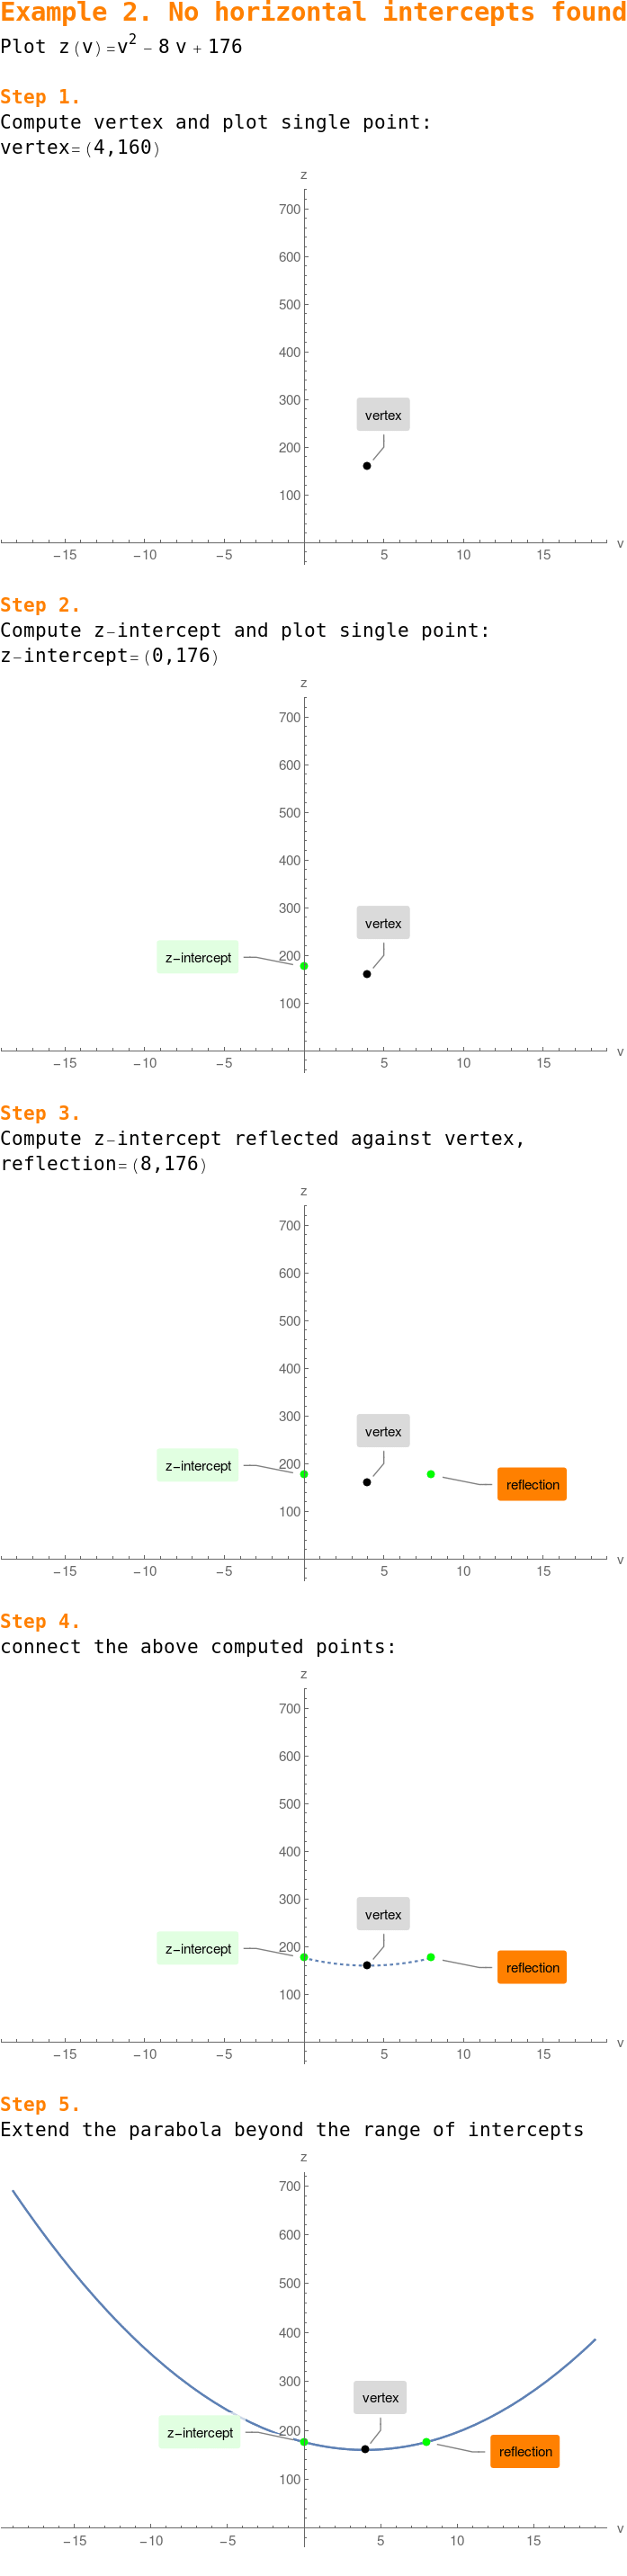 Example 2. No horizontal intercepts found
Plot z(v)=v² − 8 v + 176
Step 1.
Compute vertex and plot single point:
vertex=(4,160)
z
700
600
500
400
300
vertex
200
100
−15 −10 −5 5 10 15 v
Step 2.
Compute z−intercept and plot single point:
z−intercept=(0,176)
z
700
600
500
400
300
vertex
z−intercept 200
100
−15 −10 −5 5 10 15 v
Step 3.
Compute z−intercept reflected against vertex,
reflection=(8,176)
z
700
600
500
400
300
vertex
z−intercept 200
reflection
100
−15 −10 −5 5 10 15 v
Step 4.
connect the above computed points:
z
700
600
500
400
300
vertex
z−intercept 200
reflection
100
−15 −10 −5 5 10 15 v
Step 5.
Extend the parabola beyond the range of intercepts
z
700
600
500
400
300
vertex
z−intercept 200
reflection
100
−15 −10 −5 5 10 15 v